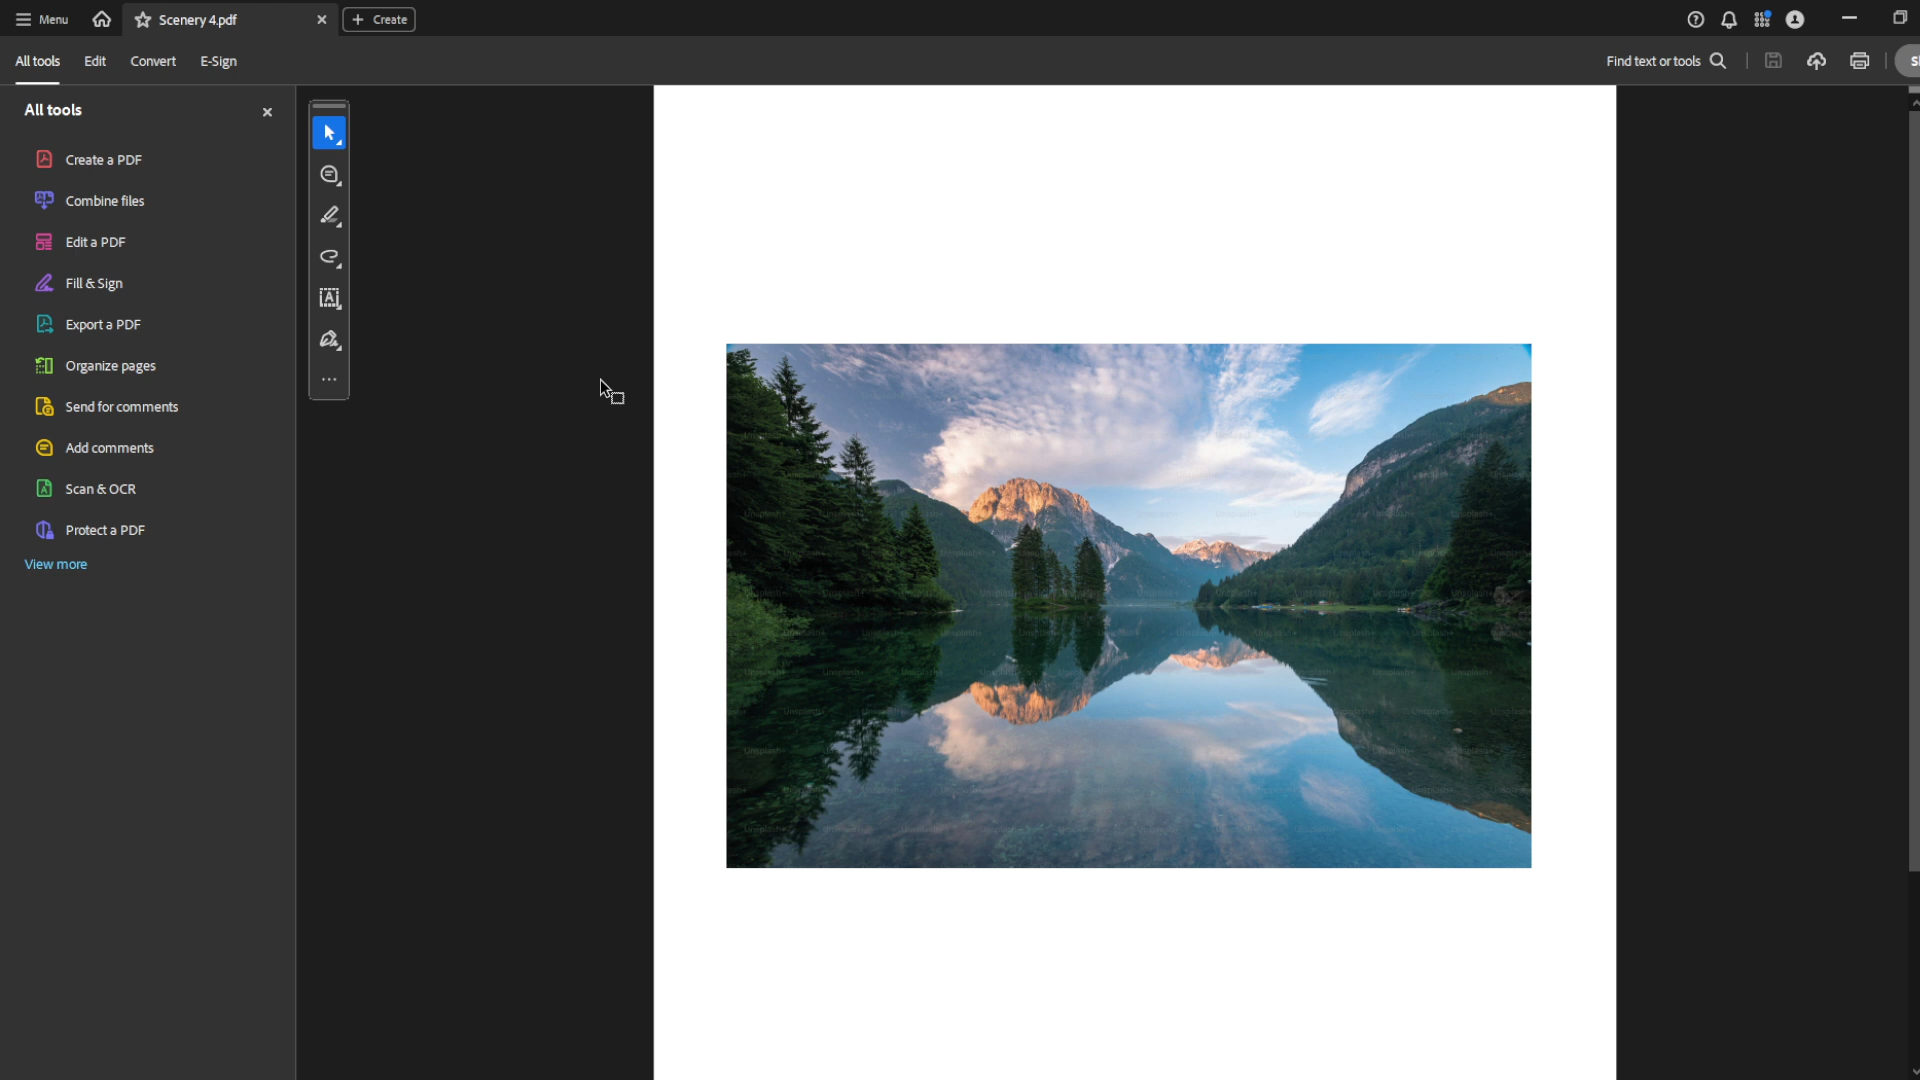 Menu
Scenery 4.pdf
Create
All tools
Edit
Convert
E-Sign
Find text or tools
All tools
Create a PDF
Combine files
Edit a PDF
Fill & Sign
Export a PDF
Organize pages
Send for comments
Add comments
Scan & OCR
Protect a PDF
View more
Unsplash+